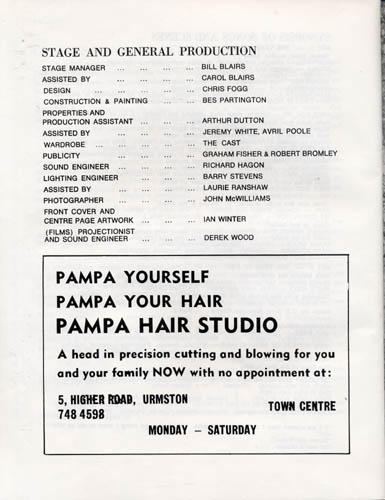 STAGE AND GENERAL PRODUCTION
STAGE MANAGER ... ... ... ... BILL BLAIRS
ASSISTED BY ... ... ... ... CAROL BLAIRS
DESIGN ... ... ... ... ... CHRIS FOGG
CONSTRUCTION & PAINTING ... ... ... BES PARTINGTON
PROPERTIES AND
PRODUCTION ASSISTANT ... ... ... ARTHUR DUTTON
ASSISTED BY ... ... ... ... JEREMY WHITE, AVRIL POOLE
WARDROBE ... ... ... ... ... THE CAST
PUBLICITY ... ... ... ... GRAHAM FISHER & ROBERT BROMLEY
SOUND ENGINEER ... ... ... ... RICHARD HAGON
LIGHTING ENGINEER ... ... ... BARRY STEVENS
ASSISTED BY ... ... ... ... LAURIE RANSHAW
PHOTOGRAPHER ... ... ... ... JOHN McWILLIAMS
FRONT COVER AND
CENTRE PAGE ARTWORK ... ... ... IAN WINTER
(FILMS) PROJECTIONIST
AND SOUND ENGINEER ... ... ... DEREK WOOD
PAMPA YOURSELF
PAMPA YOUR HAIR
PAMPA HAIR STUDIO
A head in precision cutting and blowing for you
and your family NOW with no appointment at:
5, HIGHER ROAD, URMSTON
748 4598
TOWN CENTRE
MONDAY – SATURDAY